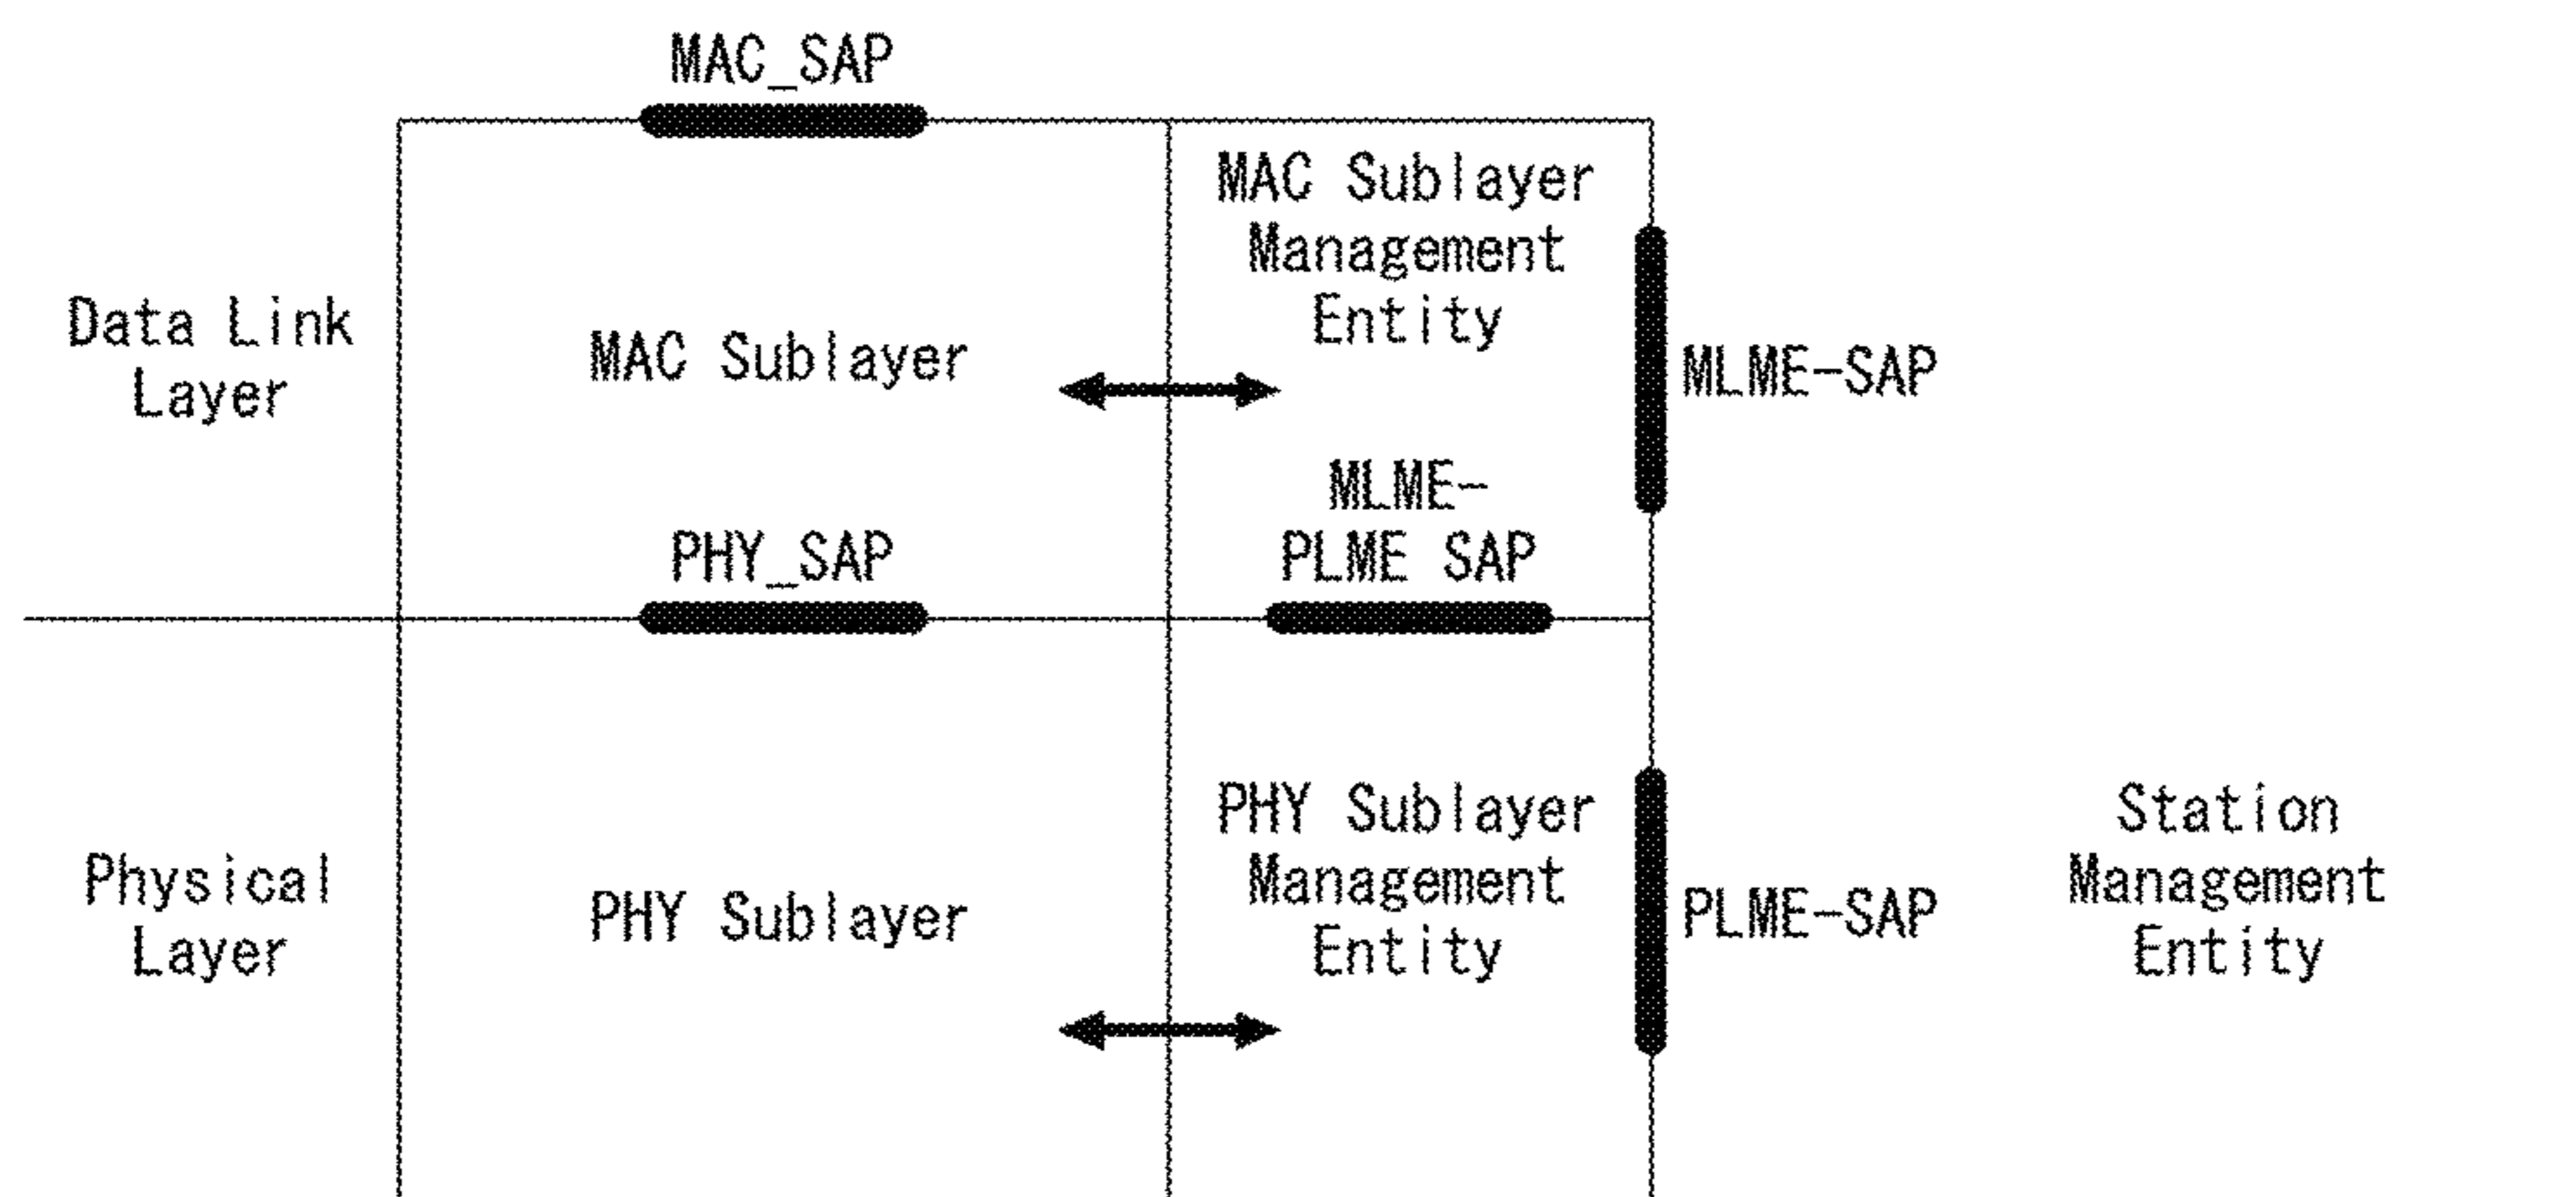 MAC_SAP
Data Link
Layer
MAC Sublayer
MAC Sublayer
Management
Entity
MLME-SAP
PHY_SAP
MLME-
PLME SAP
Physical
Layer
PHY Sublayer
PHY Sublayer
Management
Entity
PLME-SAP
Station
Management
Entity